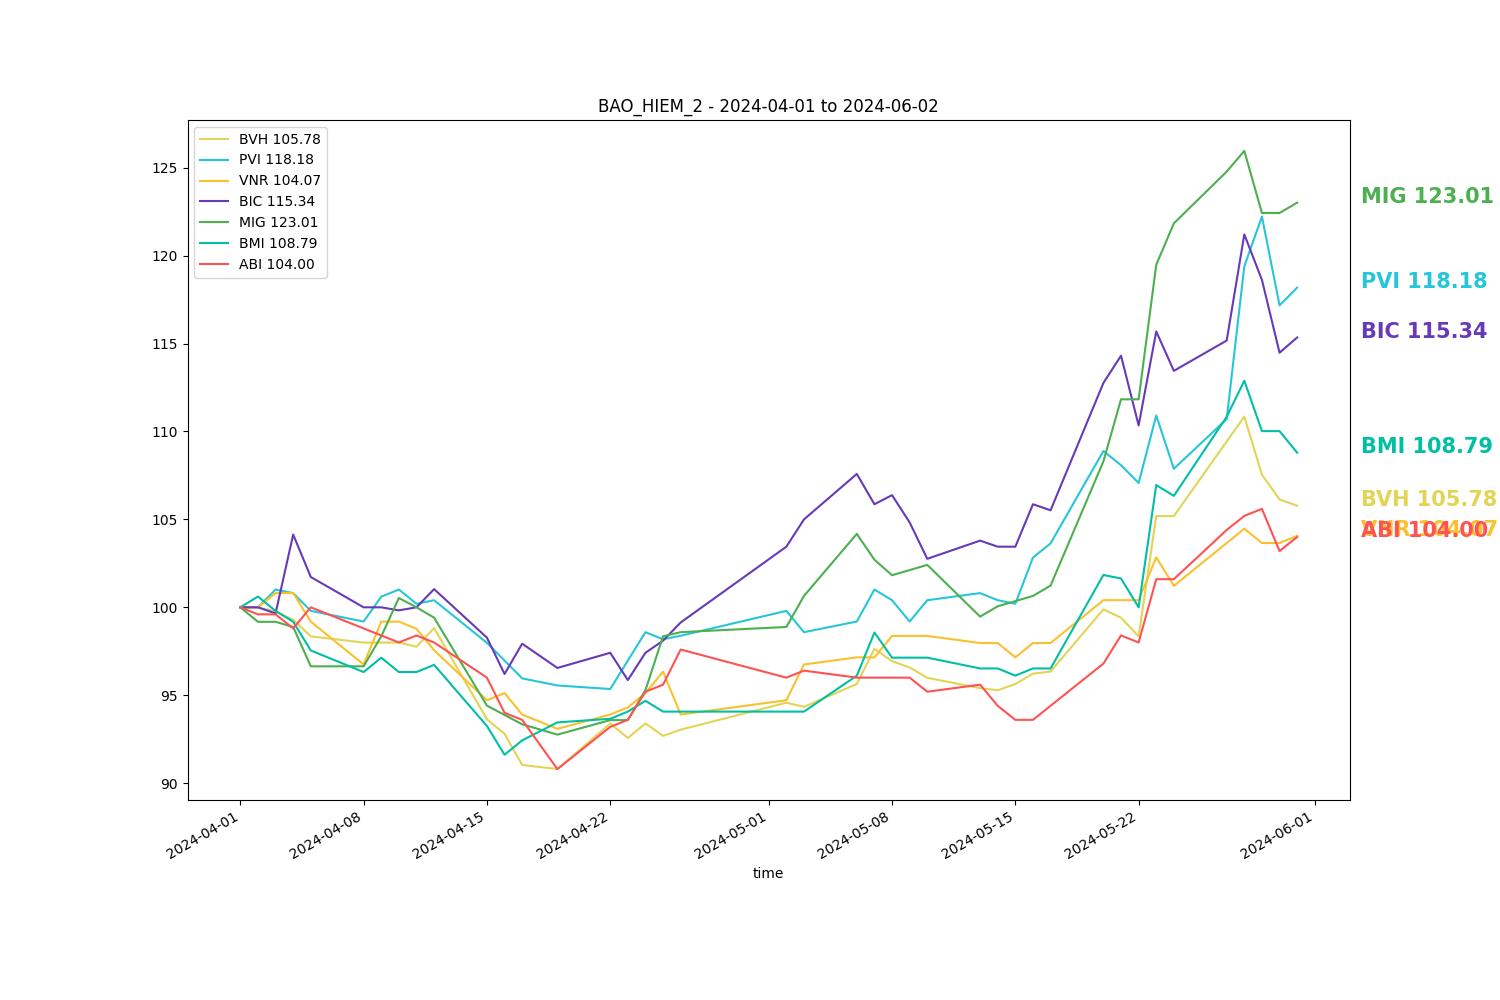 BAO_HIEM_2 - 2024-04-01 to 2024-06-02
BVH 105.78
PVI 118.18
VNR 104.07
BIC 115.34
MIG 123.01
BMI 108.79
ABI 104.00
125
120
115
110
105
100
95
90
MIG 123.01
PVI 118.18
BIC 115.34
BMI 108.79
BVH 105.78
VNR 104.07
ABI 104.00
2024-04-01
2024-04-08
2024-04-15
2024-04-22
2024-05-01
2024-05-08
2024-05-15
2024-05-22
2024-06-01
time